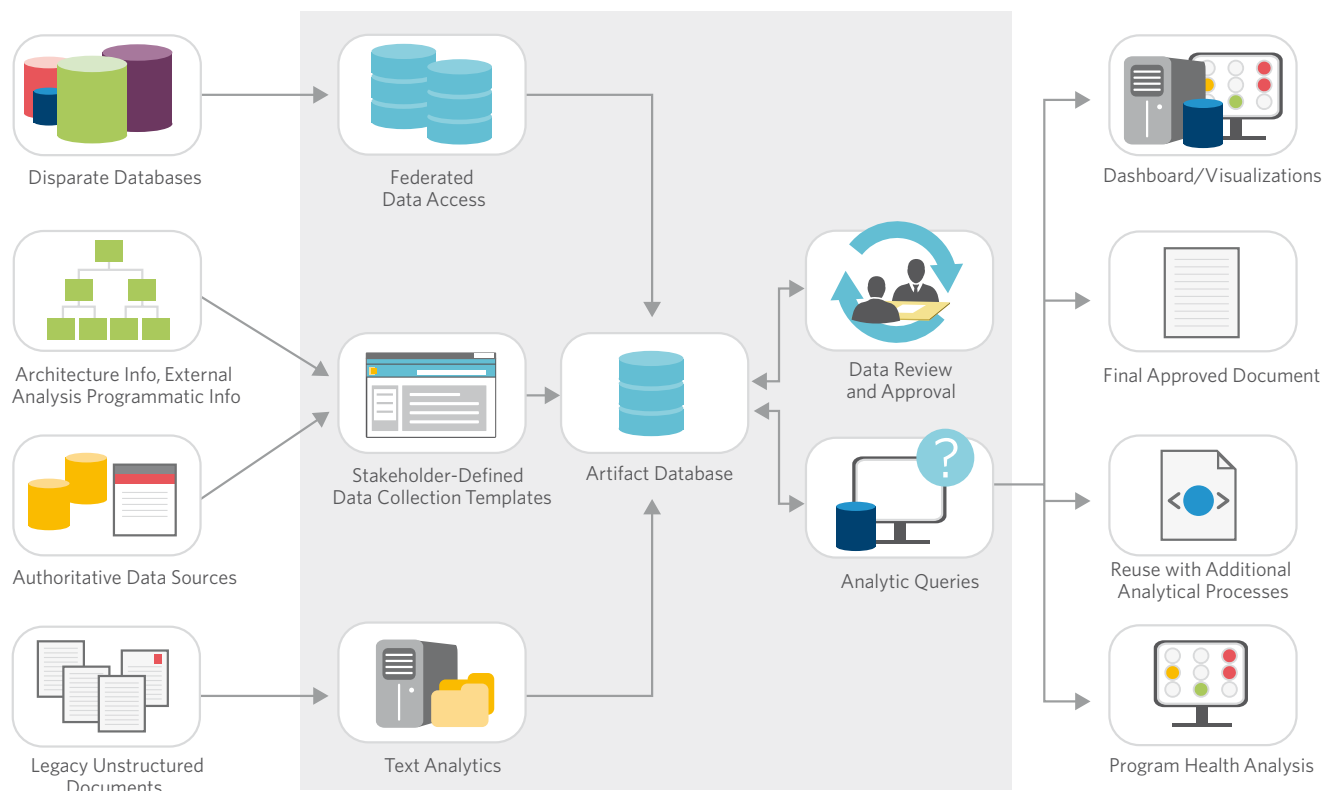 Disparate Databases
Federated
Data Access
Dashboard/Visualizations
Architecture Info, External
Analysis Programmatic Info
Data Review
and Approval
Final Approved Document
Stakeholder-Defined
Data Collection Templates
Artifact Database
?
Authoritative Data Sources
Analytic Queries
< >
Reuse with Additional
Analytical Processes
Legacy Unstructured
Documents
Text Analytics
Program Health Analysis